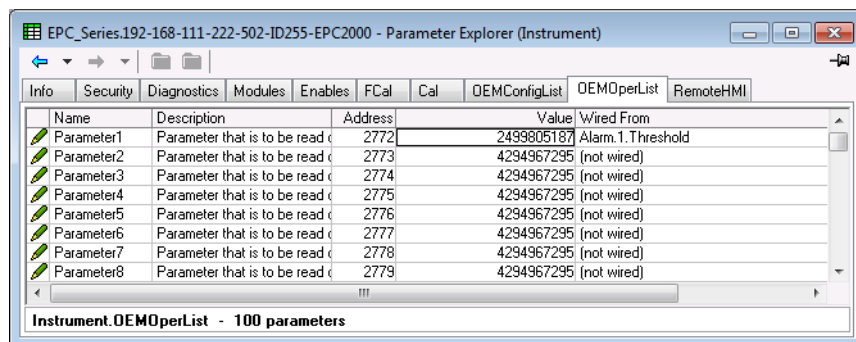 EPC_Series.192-168-111-222-502-ID255-EPC2000 - Parameter Explorer (Instrument)
Info Security Diagnostics Modules Enables FCal Cal OEMConfigList OEMOperList RemoteHMI
Name Description Address Value Wired From
Parameter1 Parameter that is to be read 2772 2499805187 Alarm.1.Threshold
Parameter2 Parameter that is to be read 2773 4294967295 (not wired)
Parameter3 Parameter that is to be read 2774 4294967295 (not wired)
Parameter4 Parameter that is to be read 2775 4294967295 (not wired)
Parameter5 Parameter that is to be read 2776 4294967295 (not wired)
Parameter6 Parameter that is to be read 2777 4294967295 (not wired)
Parameter7 Parameter that is to be read 2778 4294967295 (not wired)
Parameter8 Parameter that is to be read 2779 4294967295 (not wired)
Instrument.OEMOperList - 100 parameters